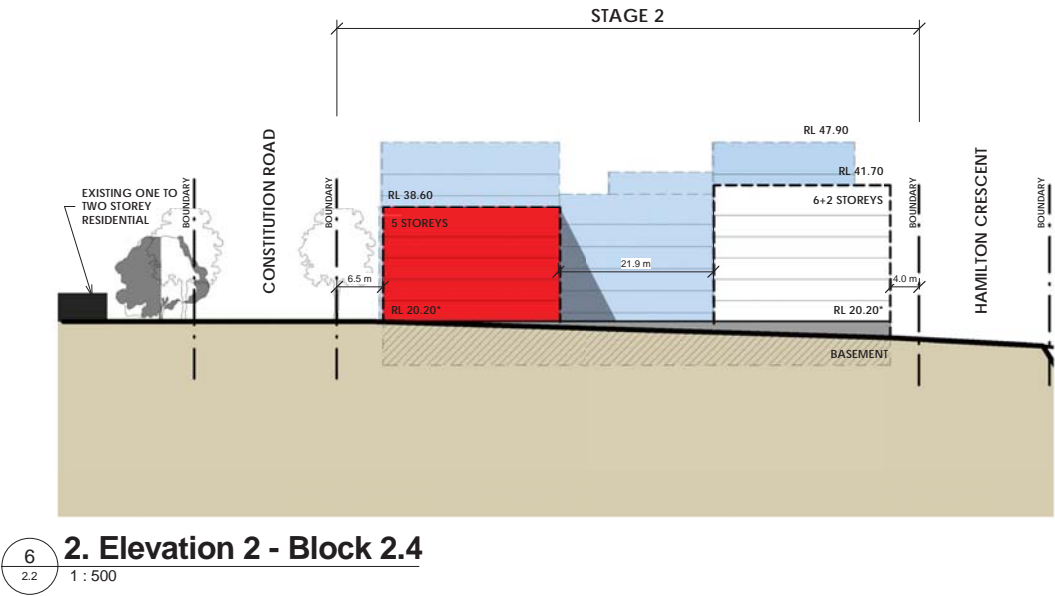 STAGE 2
RL 47.90
RL 41.70
6+2 STOREYS
EXISTING ONE TO
TWO STOREY
RESIDENTIAL
BOUNDARY
CONSTITUTION ROAD
BOUNDARY
RL 38.60
5 STOREYS
BOUNDARY
HAMILTON CRESCENT
BOUNDARY
6.5 m
21.9 m
4.0 m
RL 20.20*
RL 20.20*
BASEMENT
6
2.2
2. Elevation 2 - Block 2.4
1 : 500